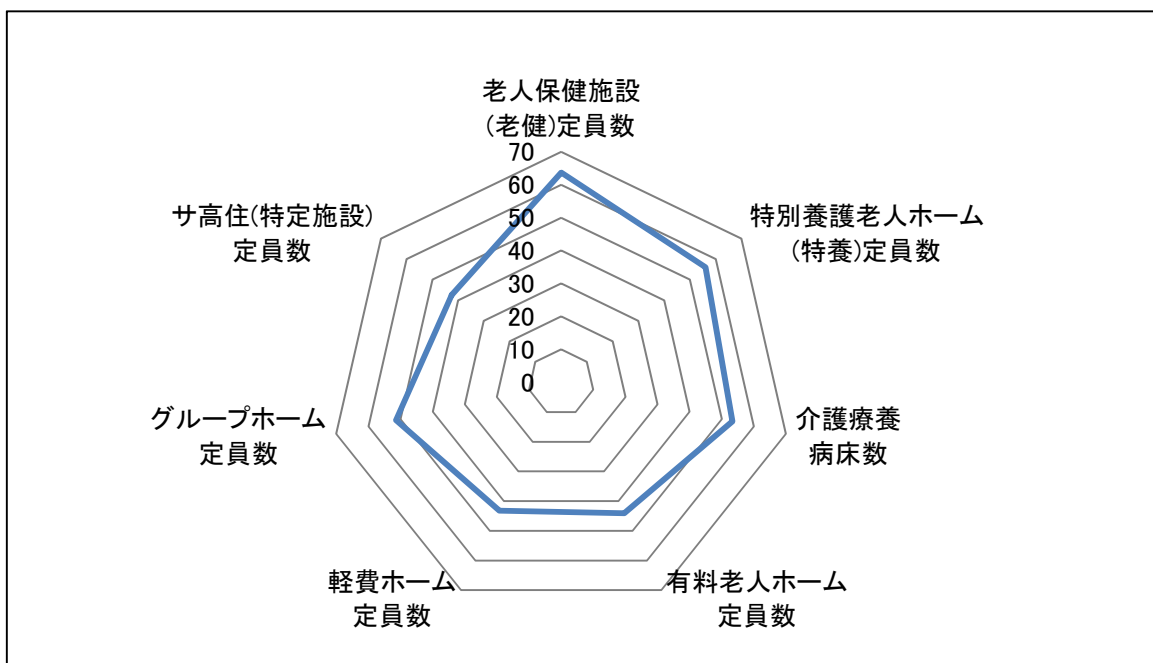 老人保健施設
(老健)定員数
70
60
50
40
30
20
10
0
特別養護老人ホーム
(特養)定員数
介護療養
病床数
有料老人ホーム
定員数
軽費ホーム
定員数
グループホーム
定員数
サ高住(特定施設)
定員数